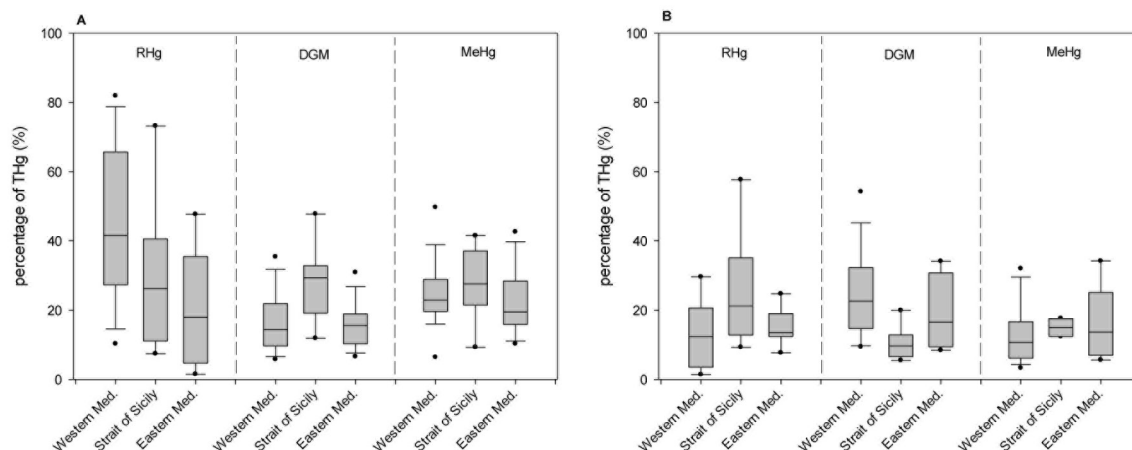 A
RHg
DGM
MeHg
percentage of THg (%)
100
80
60
40
20
0
Western Med.
Strait of Sicily
Eastern Med.
Western Med.
Strait of Sicily
Eastern Med.
Western Med.
Strait of Sicily
Eastern Med.
B
RHg
DGM
MeHg
percentage of THg (%)
100
80
60
40
20
0
Western Med.
Strait of Sicily
Eastern Med.
Western Med.
Strait of Sicily
Eastern Med.
Western Med.
Strait of Sicily
Eastern Med.